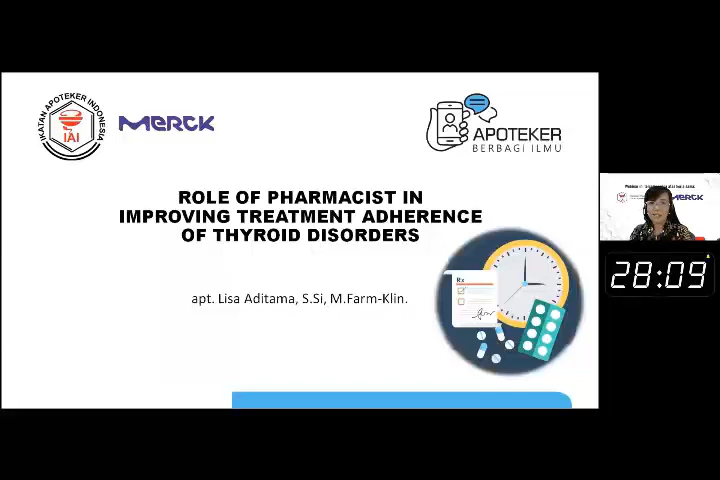 IKATAN APOTEKER INDONESIA
IAI
MERCK
APOTEKER
BERBAGI ILMU
ROLE OF PHARMACIST IN
IMPROVING TREATMENT ADHERENCE
OF THYROID DISORDERS
apt. Lisa Aditama, S.Si, M.Farm-Klin.
Rx
MERCK
28:09